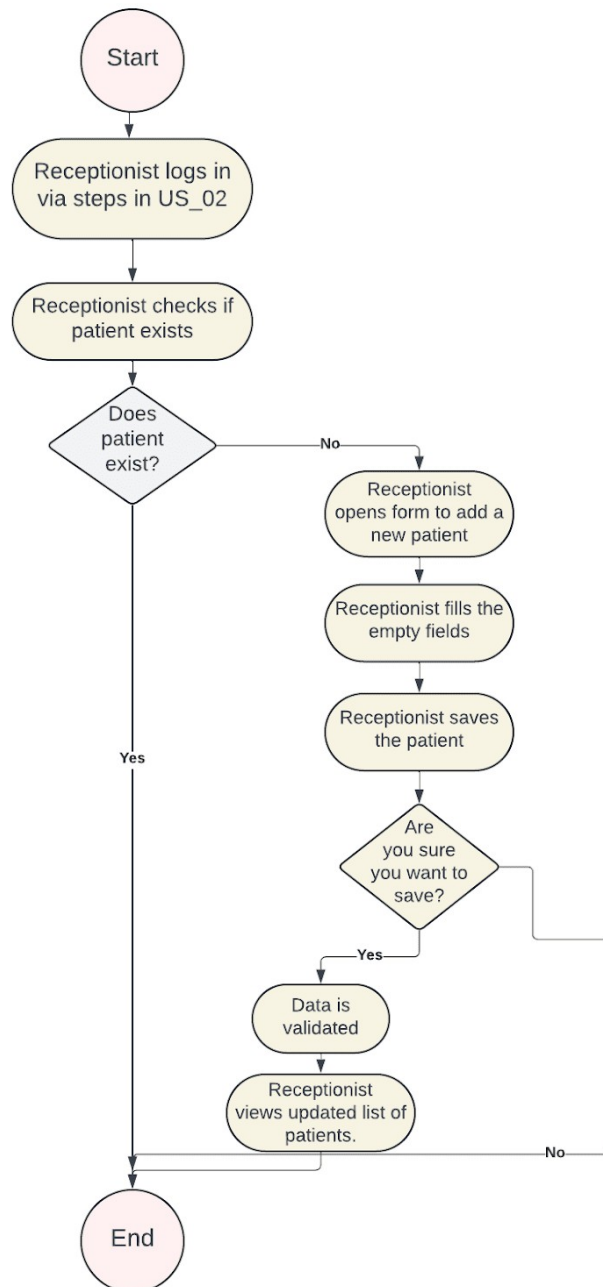 Start
Receptionist logs in
via steps in US_02
Receptionist checks if
patient exists
Does
patient
exist?
No
Receptionist
opens form to add a
new patient
Receptionist fills the
empty fields
Receptionist saves
the patient
Yes
Are
you sure
you want to
save?
Yes
Data is
validated
Receptionist
views updated list of
patients.
No
End